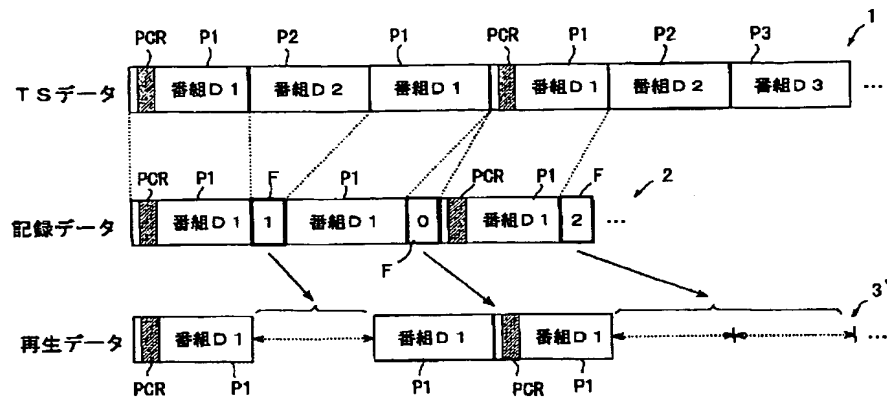 PCR P1 P2 P1 PCR P1 P2 P3 1
TSデータ 番組D1 番組D2 番組D1 番組D1 番組D2 番組D3 ...
PCR P1 F P1 PCR P1 F 2
記録データ 番組D1 1 番組D1 0 番組D1 2 ...
F
3'
再生データ 番組D1 番組D1 番組D1 ...
PCR P1 P1 PCR P1